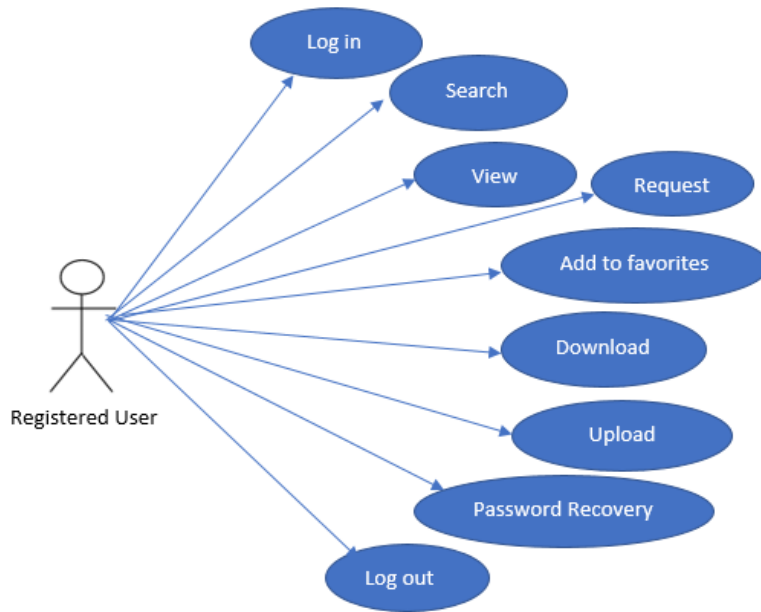 Log in
Search
View
Request
Add to favorites
Download
Registered User
Upload
Password Recovery
Log out